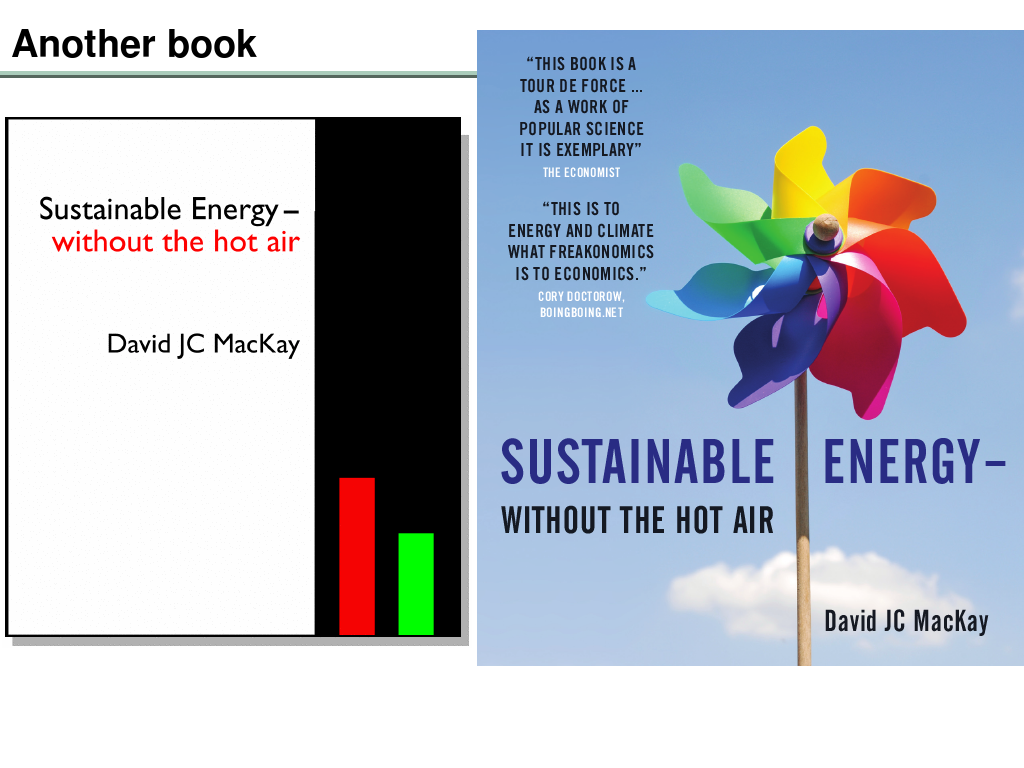 Another book
Sustainable Energy –
without the hot air
David JC MacKay
“THIS BOOK IS A
TOUR DE FORCE ...
AS A WORK OF
POPULAR SCIENCE
IT IS EXEMPLARY”
THE ECONOMIST
“THIS IS TO
ENERGY AND CLIMATE
WHAT FREAKONOMICS
IS TO ECONOMICS.”
CORY DOCTOROW,
BOINGBOING.NET
SUSTAINABLE ENERGY–
WITHOUT THE HOT AIR
David JC MacKay